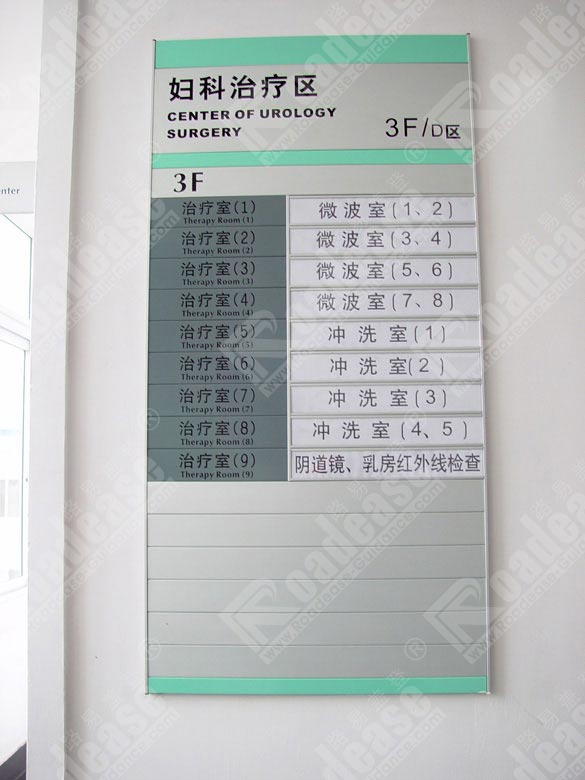 妇科治疗区
CENTER OF UROLOGY
SURGERY
3F/D区
3F
治疗室(1) 微波室(1、2)
Therapy Room (1)
治疗室(2) 微波室(3、4)
Therapy Room (2)
治疗室(3) 微波室(5、6)
Therapy Room (3)
治疗室(4) 微波室(7、8)
Therapy Room (4)
治疗室(5) 冲洗室(1)
Therapy Room (5)
治疗室(6) 冲洗室(2)
Therapy Room (6)
治疗室(7) 冲洗室(3)
Therapy Room (7)
治疗室(8) 冲洗室(4、5)
Therapy Room (8)
治疗室(9) 阴道镜、乳房红外线检查
Therapy Room (9)
enter
Roadease
www.roadease-guidance.com